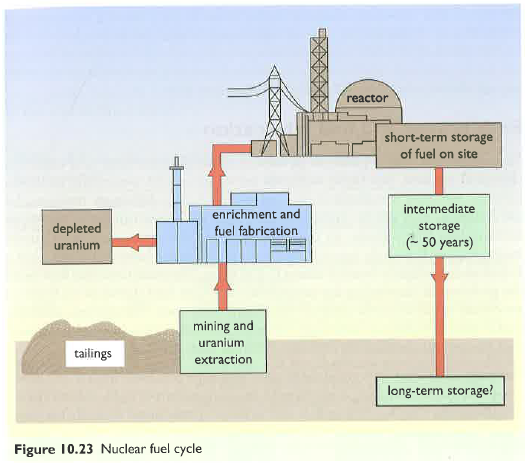 reactor
short-term storage
of fuel on site
enrichment and
fuel fabrication
depleted
uranium
intermediate
storage
(~ 50 years)
mining and
uranium
extraction
tailings
long-term storage?
Figure 10.23 Nuclear fuel cycle